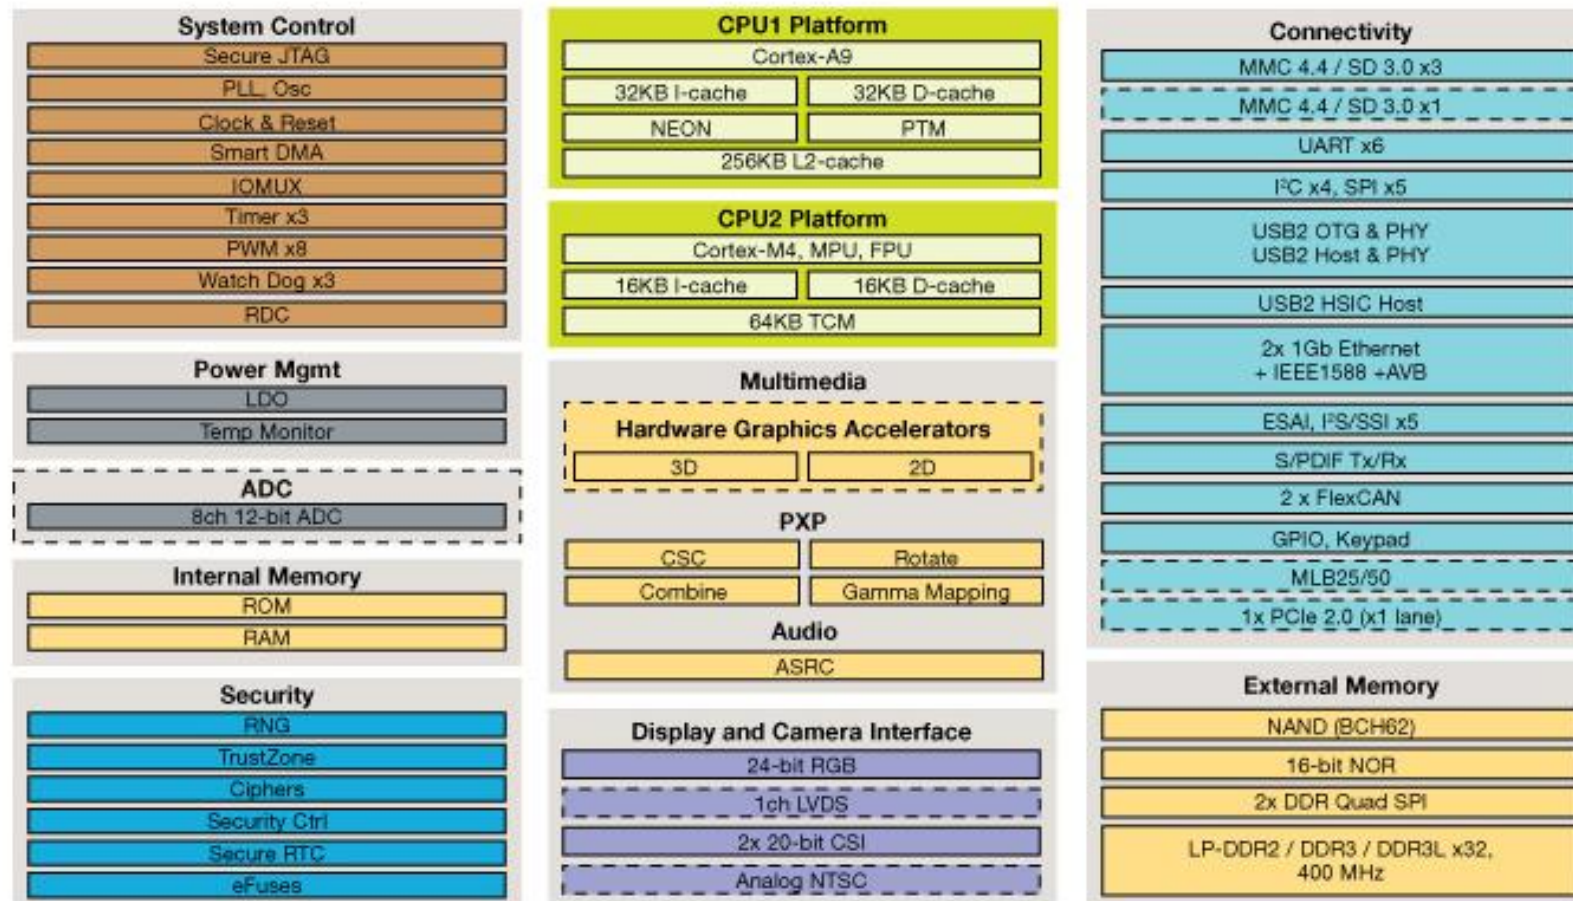 System Control
Secure JTAG
PLL, Osc
Clock & Reset
Smart DMA
IOMUX
Timer x3
PWM x8
Watch Dog x3
RDC
Power Mgmt
LDO
Temp Monitor
ADC
8ch 12-bit ADC
Internal Memory
ROM
RAM
Security
RNG
TrustZone
Ciphers
Security Ctrl
Secure RTC
eFuses
CPU1 Platform
Cortex-A9
32KB I-cache
32KB D-cache
NEON
PTM
256KB L2-cache
CPU2 Platform
Cortex-M4, MPU, FPU
16KB I-cache
16KB D-cache
64KB TCM
Multimedia
Hardware Graphics Accelerators
3D
2D
PXP
CSC
Rotate
Combine
Gamma Mapping
Audio
ASRC
Display and Camera Interface
24-bit RGB
1ch LVDS
2x 20-bit CSI
Analog NTSC
Connectivity
MMC 4.4 / SD 3.0 x3
MMC 4.4 / SD 3.0 x1
UART x6
I²C x4, SPI x5
USB2 OTG & PHY
USB2 Host & PHY
USB2 HSIC Host
2x 1Gb Ethernet
+ IEEE1588 +AVB
ESAI, I²S/SSI x5
S/PDIF Tx/Rx
2 x FlexCAN
GPIO, Keypad
MLB25/50
1x PCIe 2.0 (x1 lane)
External Memory
NAND (BCH62)
16-bit NOR
2x DDR Quad SPI
LP-DDR2 / DDR3 / DDR3L x32,
400 MHz